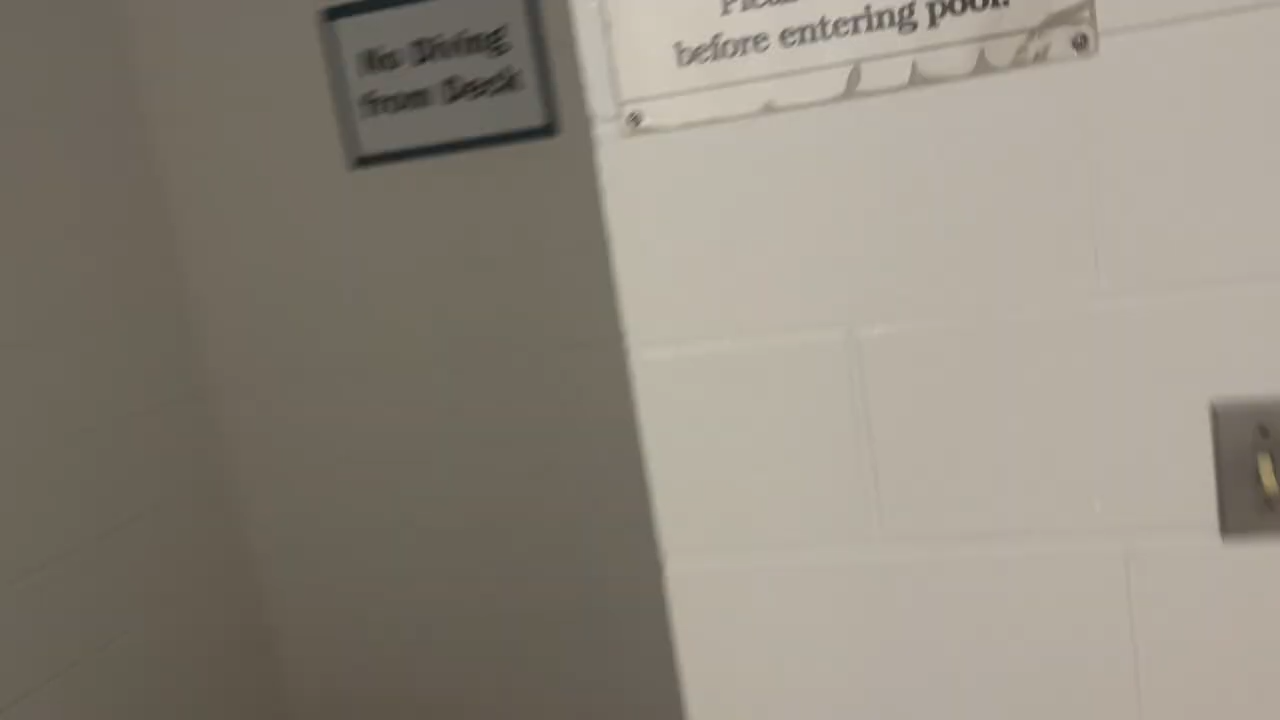 No Diving
from Deck
before entering pool.